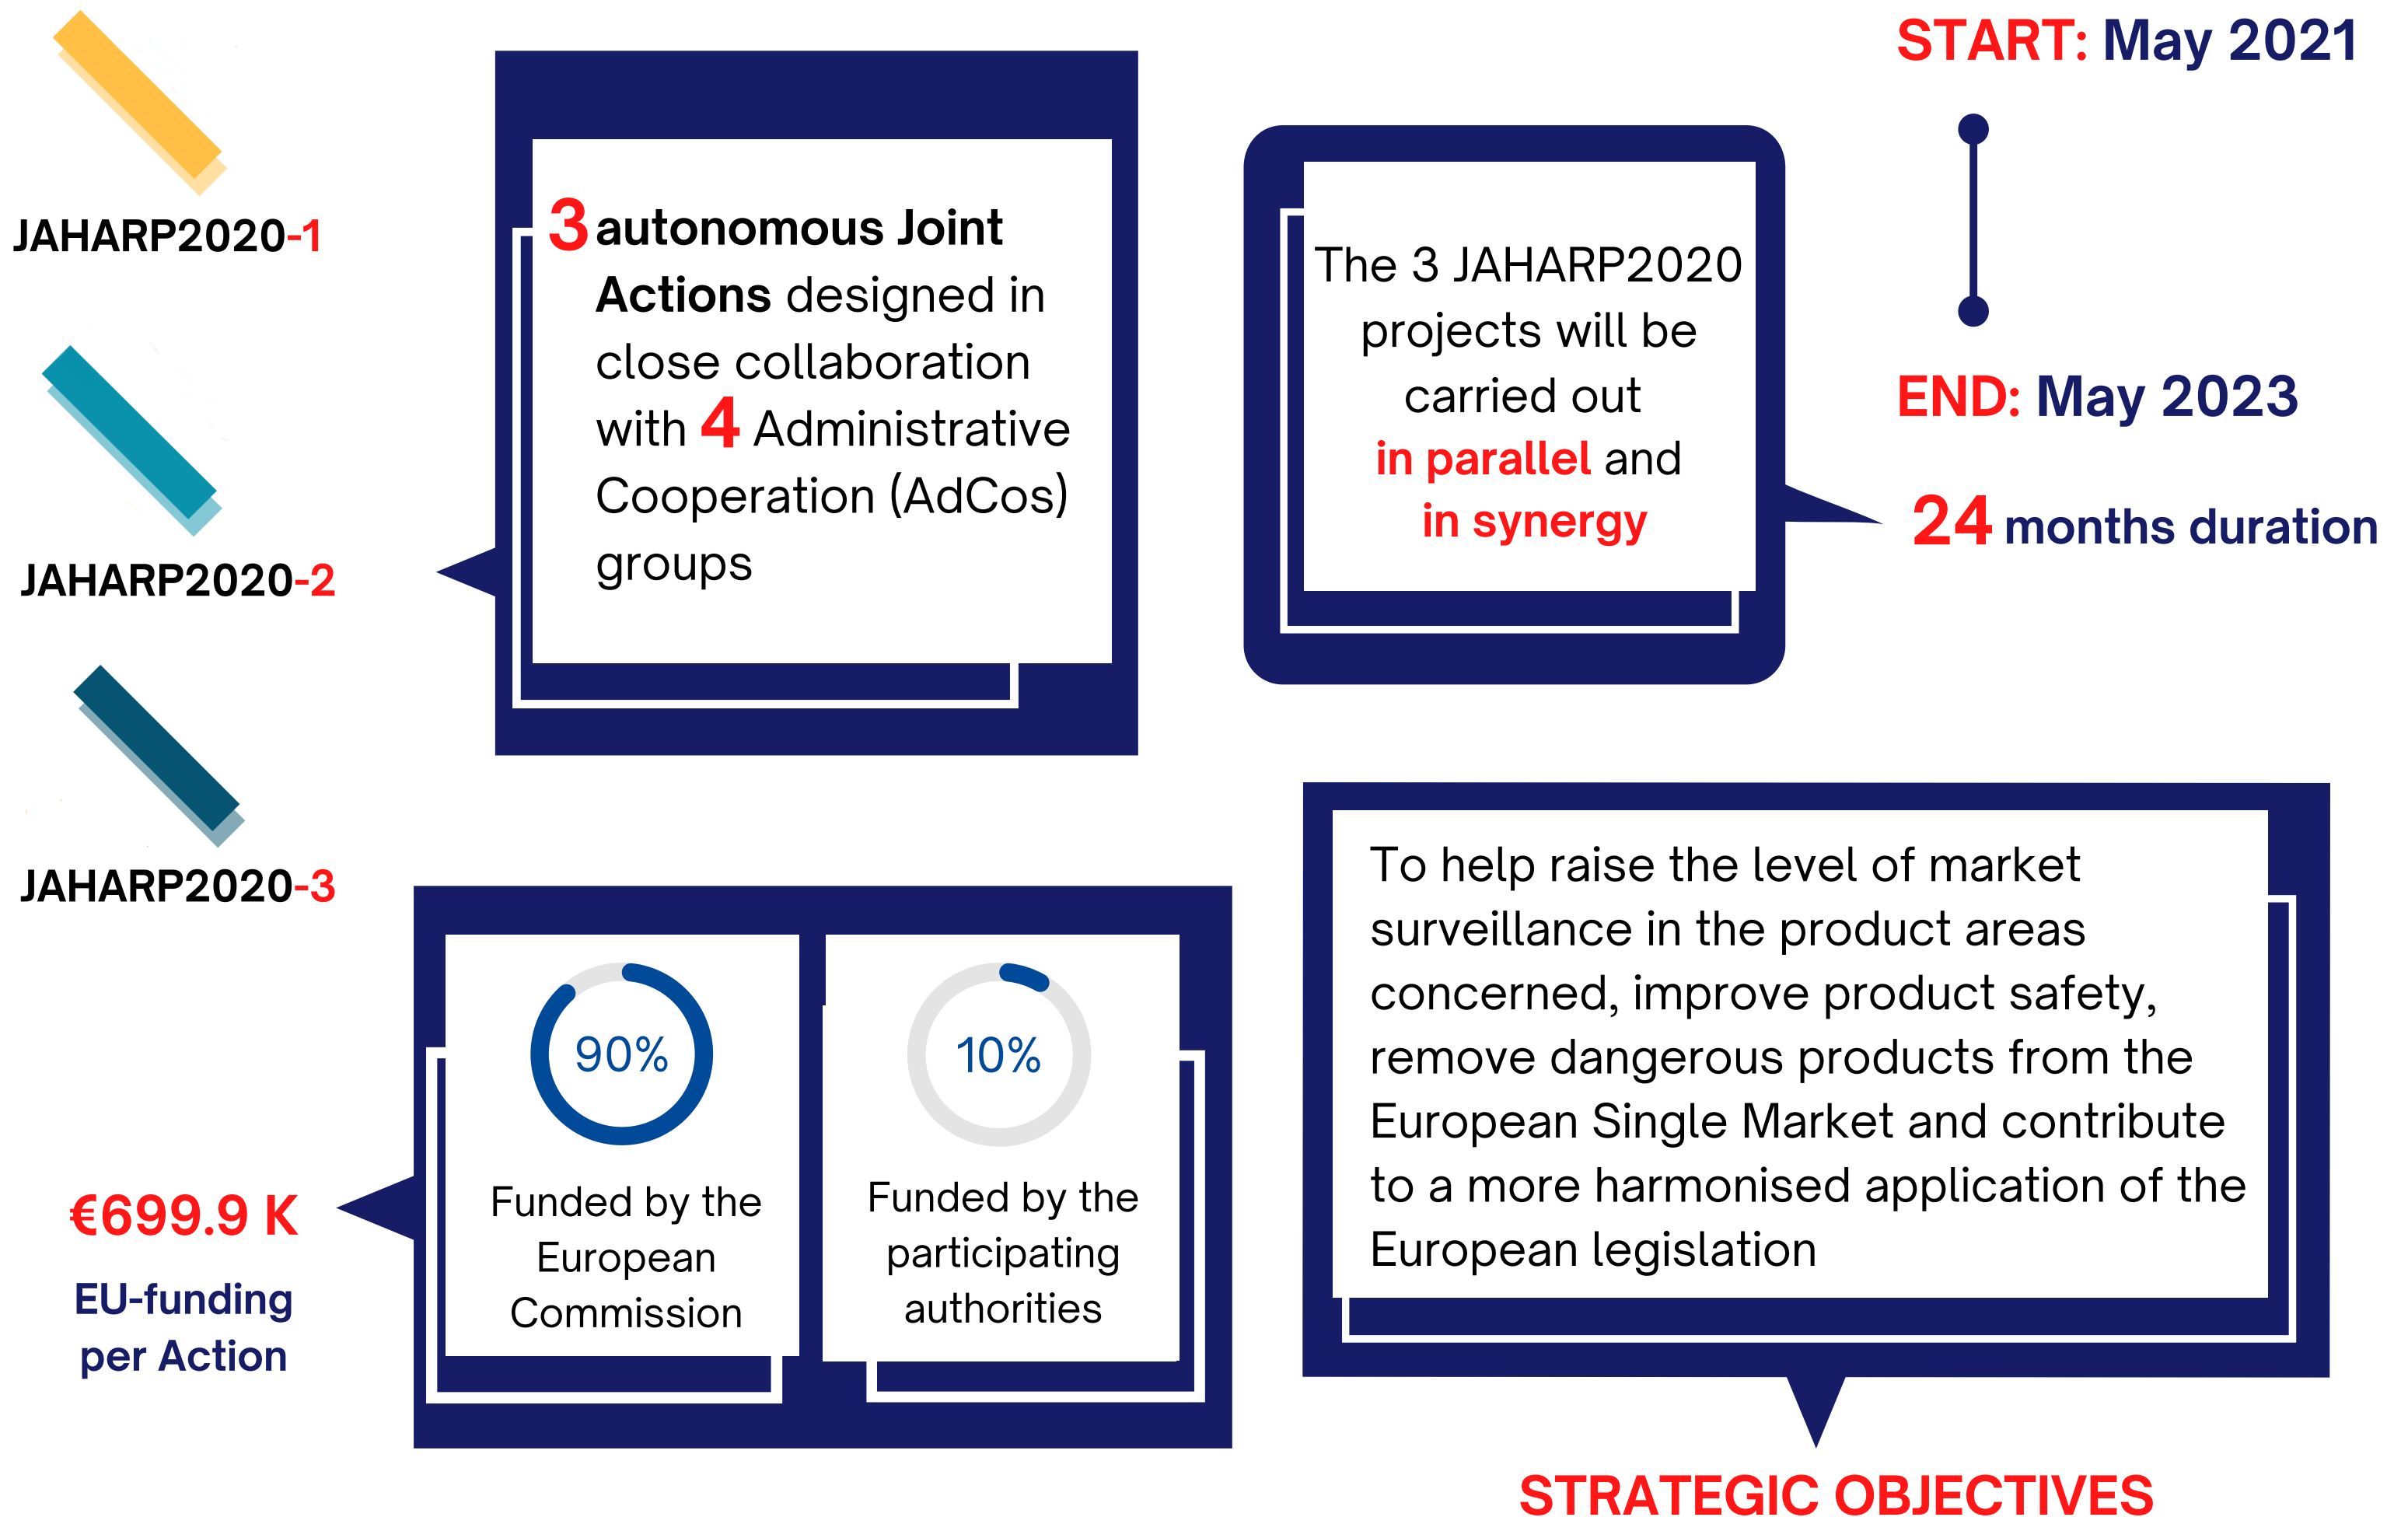 JAHARP2020-1
JAHARP2020-2
JAHARP2020-3
3 autonomous Joint
Actions designed in
close collaboration
with 4 Administrative
Cooperation (AdCos)
groups
The 3 JAHARP2020
projects will be
carried out
in parallel and
in synergy
START: May 2021
END: May 2023
24 months duration
€699.9 K
EU-funding
per Action
90%
Funded by the
European
Commission
10%
Funded by the
participating
authorities
To help raise the level of market
surveillance in the product areas
concerned, improve product safety,
remove dangerous products from the
European Single Market and contribute
to a more harmonised application of the
European legislation
STRATEGIC OBJECTIVES